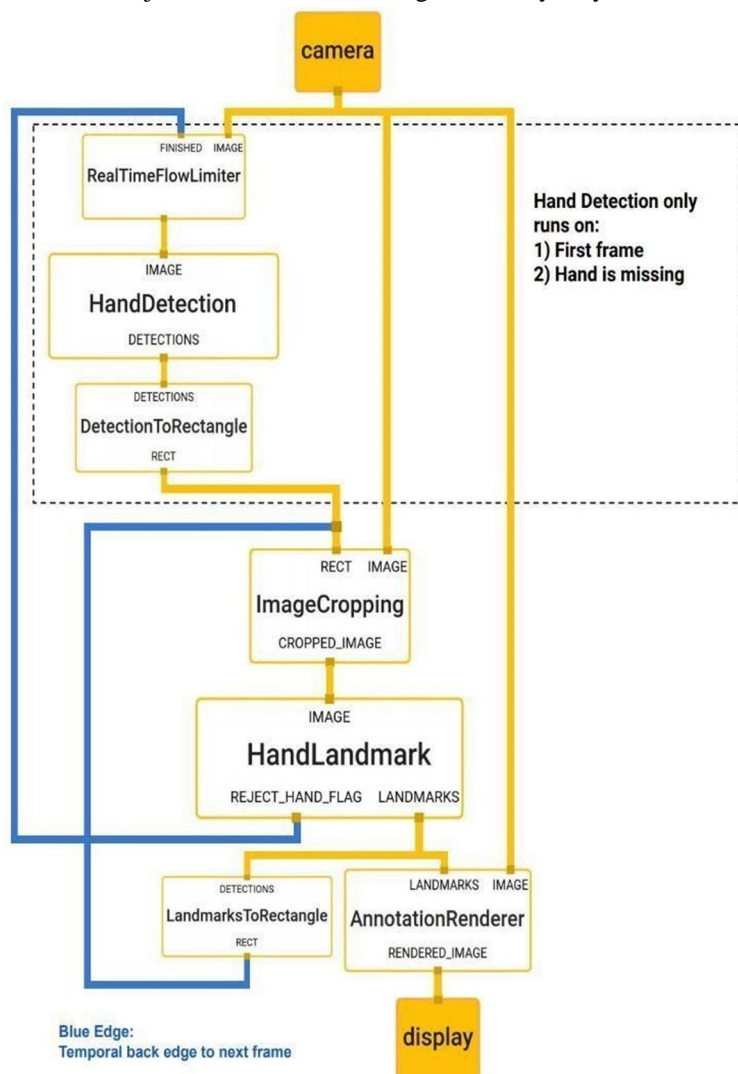 camera
FINISHED IMAGE
RealTimeFlowLimiter
Hand Detection only
runs on:
1) First frame
2) Hand is missing
IMAGE
HandDetection
DETECTIONS
DETECTIONS
DetectionToRectangle
RECT
RECT IMAGE
ImageCropping
CROPPED_IMAGE
IMAGE
HandLandmark
REJECT_HAND_FLAG LANDMARKS
DETECTIONS
LandmarksToRectangle
RECT
LANDMARKS IMAGE
AnnotationRenderer
RENDERED_IMAGE
Blue Edge:
Temporal back edge to next frame
display